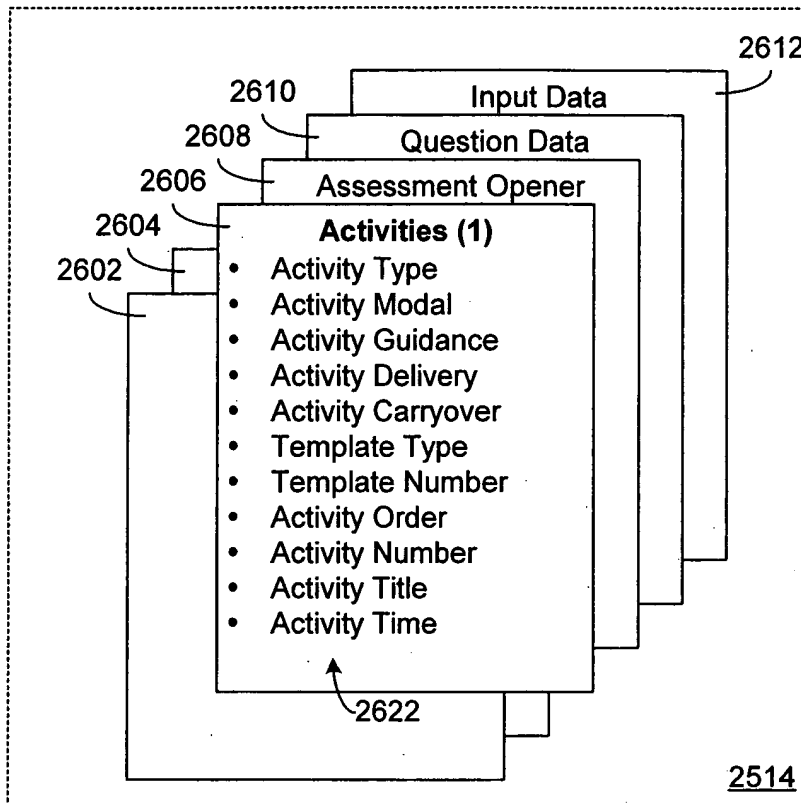 2612
Input Data
2610
Question Data
2608
Assessment Opener
2606
Activities (1)
2604
• Activity Type
2602
• Activity Modal
• Activity Guidance
• Activity Delivery
• Activity Carryover
• Template Type
• Template Number
• Activity Order
• Activity Number
• Activity Title
• Activity Time
2622
2514